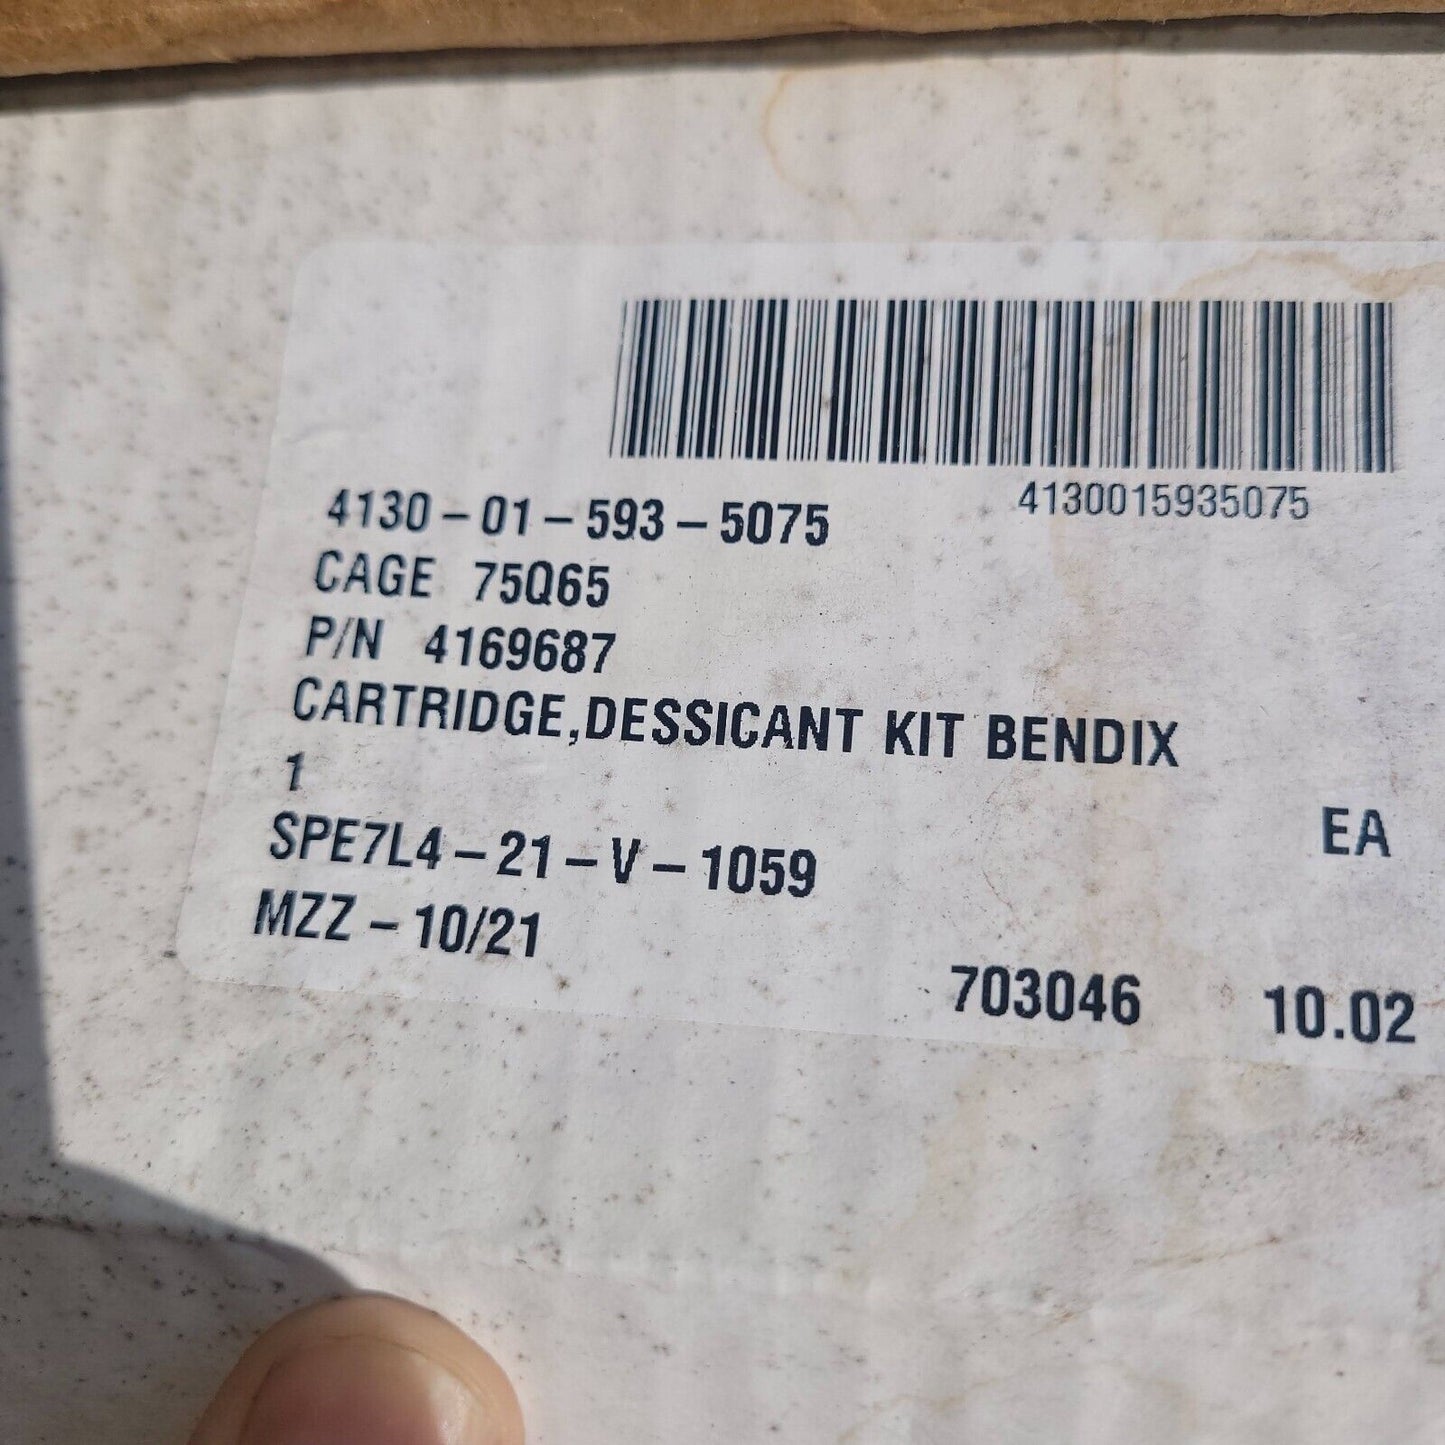 4130015935075
4130-01-593-5075
CAGE 75Q65
P/N 4169687
CARTRIDGE,DESSICANT KIT BENDIX
1 EA
SPE7L4-21-V-1059
MZZ-10/21
703046 10.02